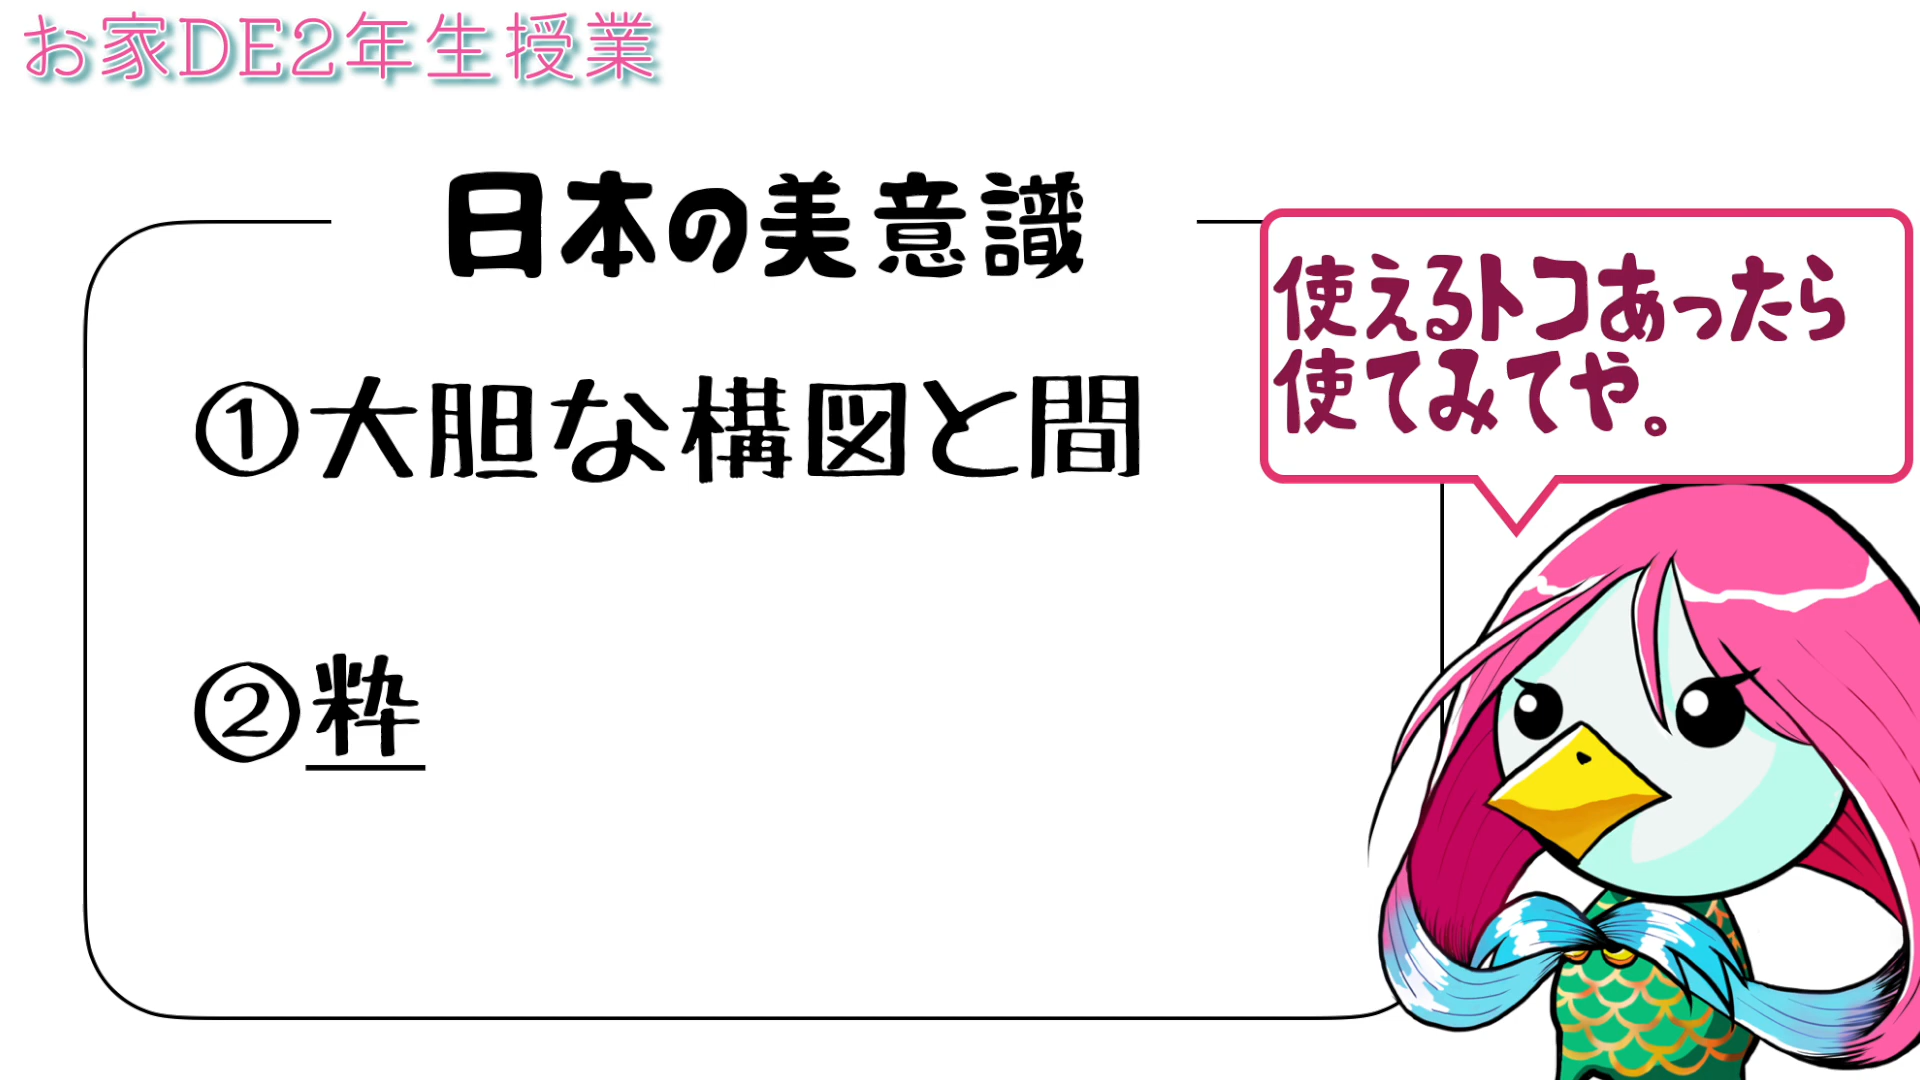 お家DE2年生授業
日本の美意識
①大胆な構図と間
②粋
使えるトコあったら
使てみてや。